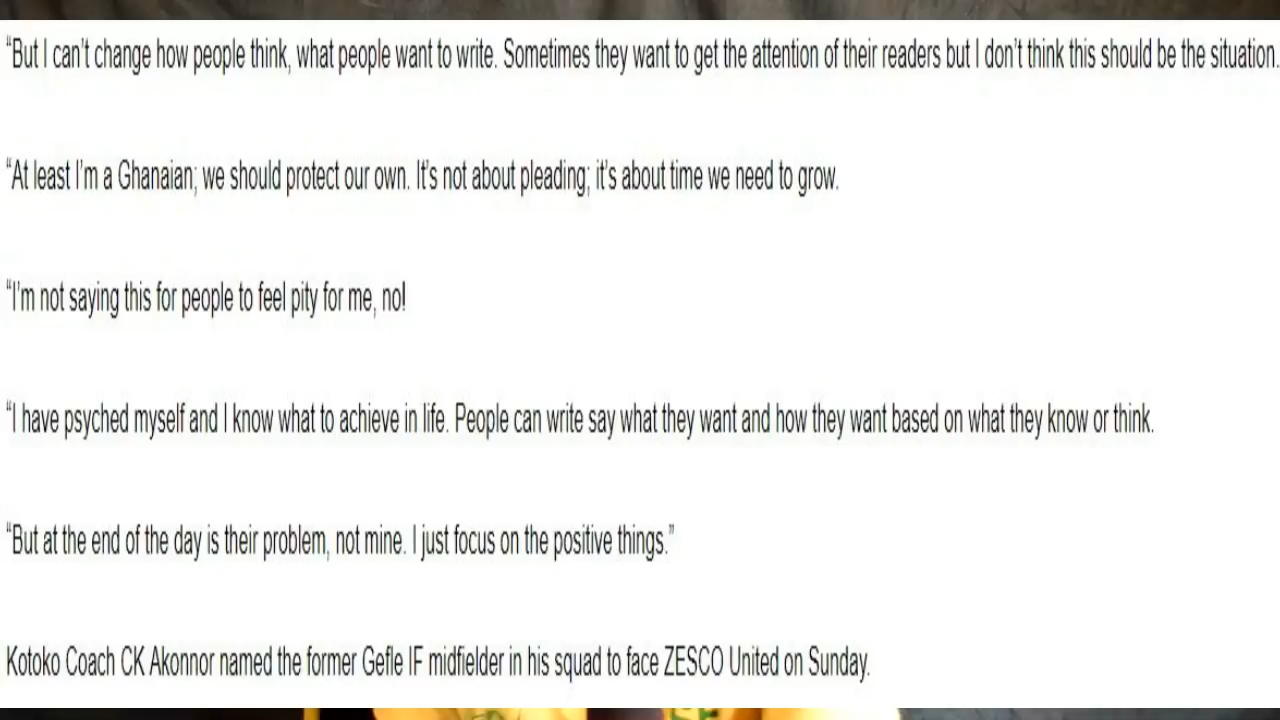 “But I can’t change how people think, what people want to write. Sometimes they want to get the attention of their readers but I don’t think this should be the situation.
“At least I’m a Ghanaian; we should protect our own. It’s not about pleading; it’s about time we need to grow.
“I’m not saying this for people to feel pity for me, no!
“I have psyched myself and I know what to achieve in life. People can write say what they want and how they want based on what they know or think.
“But at the end of the day is their problem, not mine. I just focus on the positive things.”
Kotoko Coach CK Akonnor named the former Gefle IF midfielder in his squad to face ZESCO United on Sunday.